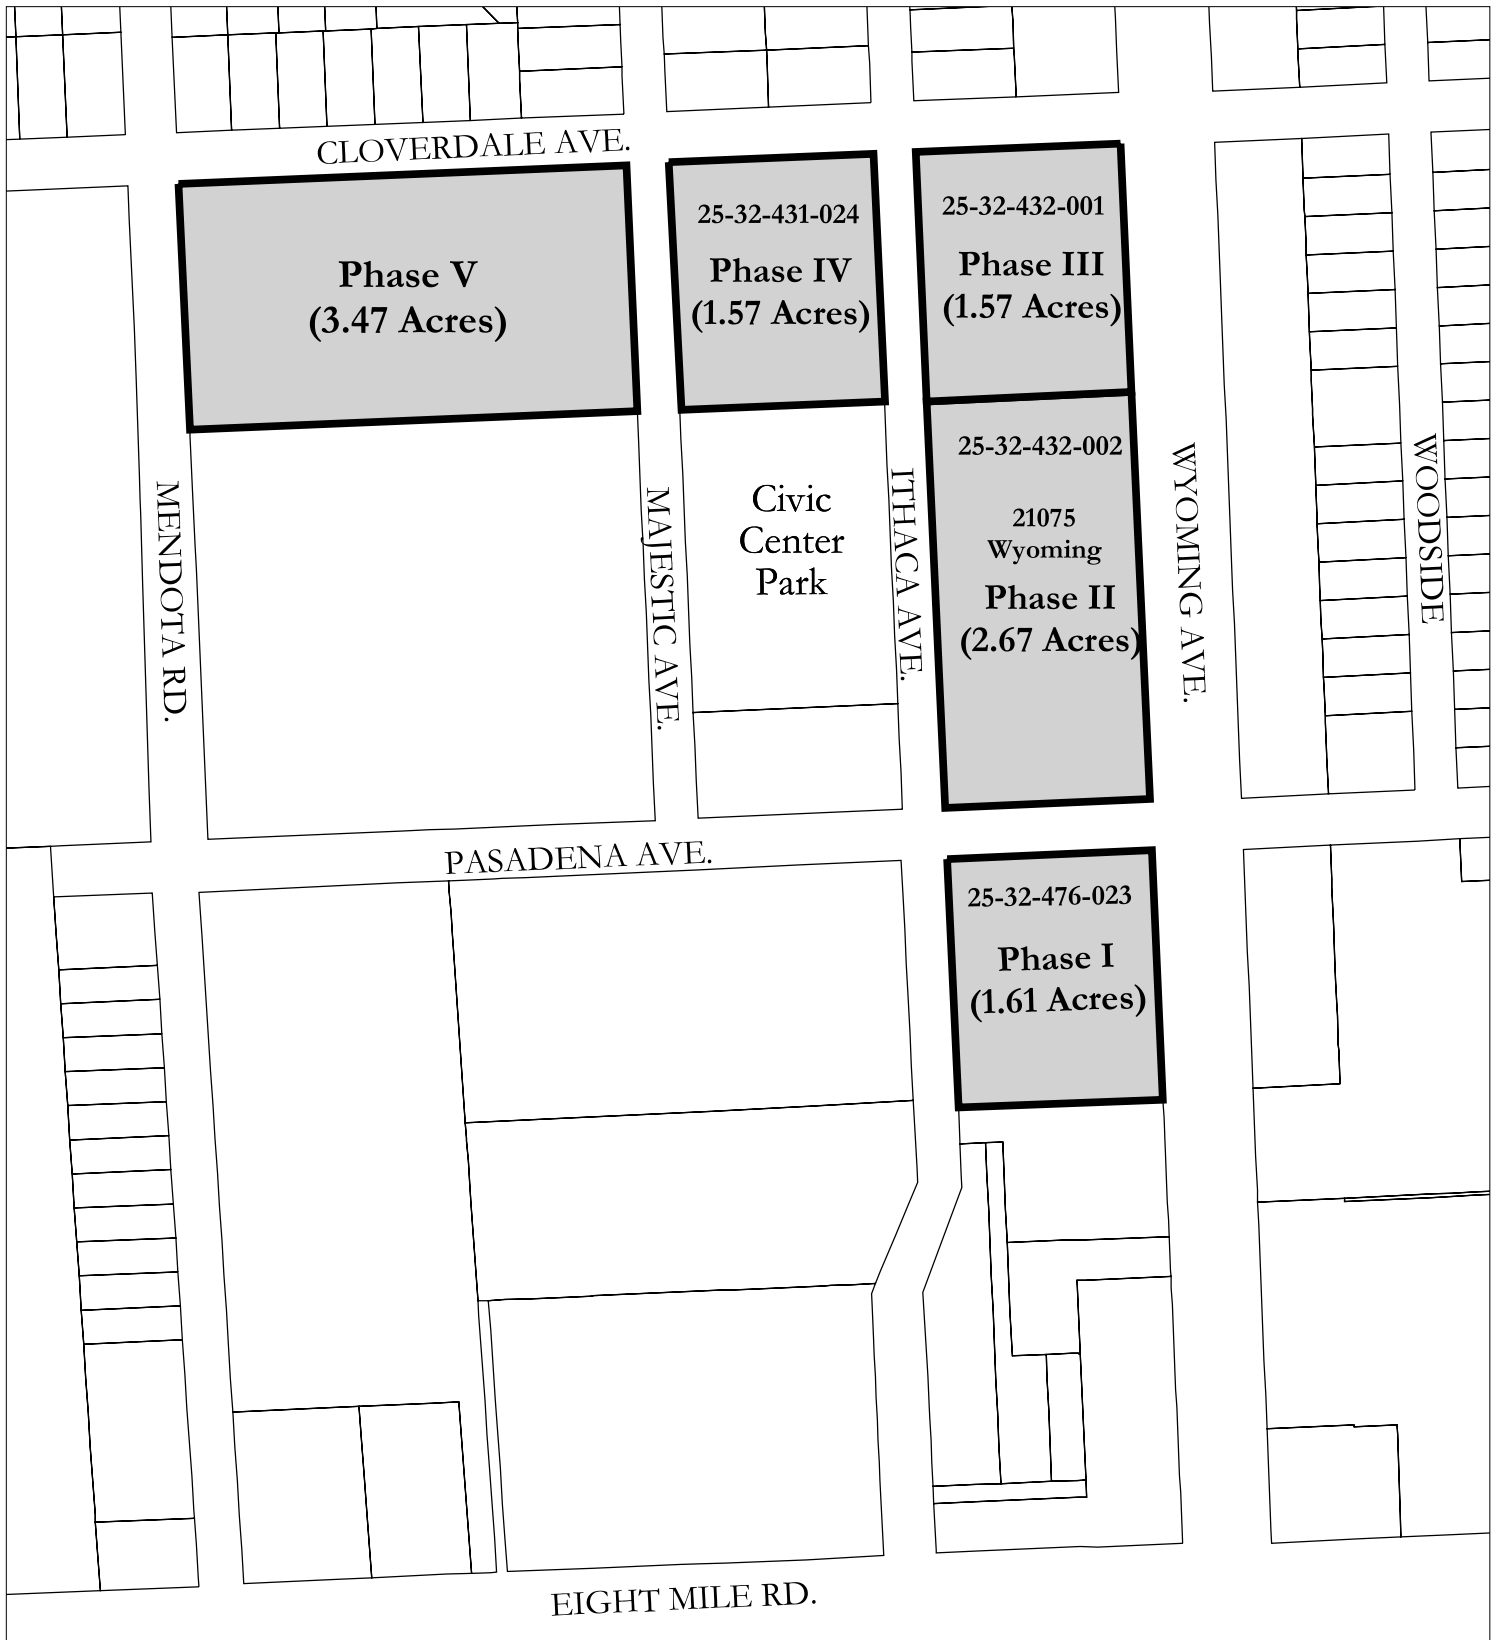 CLOVERDALE AVE.
Phase V
(3.47 Acres)
25-32-431-024
Phase IV
(1.57 Acres)
25-32-432-001
Phase III
(1.57 Acres)
25-32-432-002
21075
Wyoming
Phase II
(2.67 Acres)
Civic
Center
Park
MENDOTA RD.
MAJESTIC AVE.
ITHACA AVE.
WYOMING AVE.
WOODSIDE
PASADENA AVE.
25-32-476-023
Phase I
(1.61 Acres)
EIGHT MILE RD.